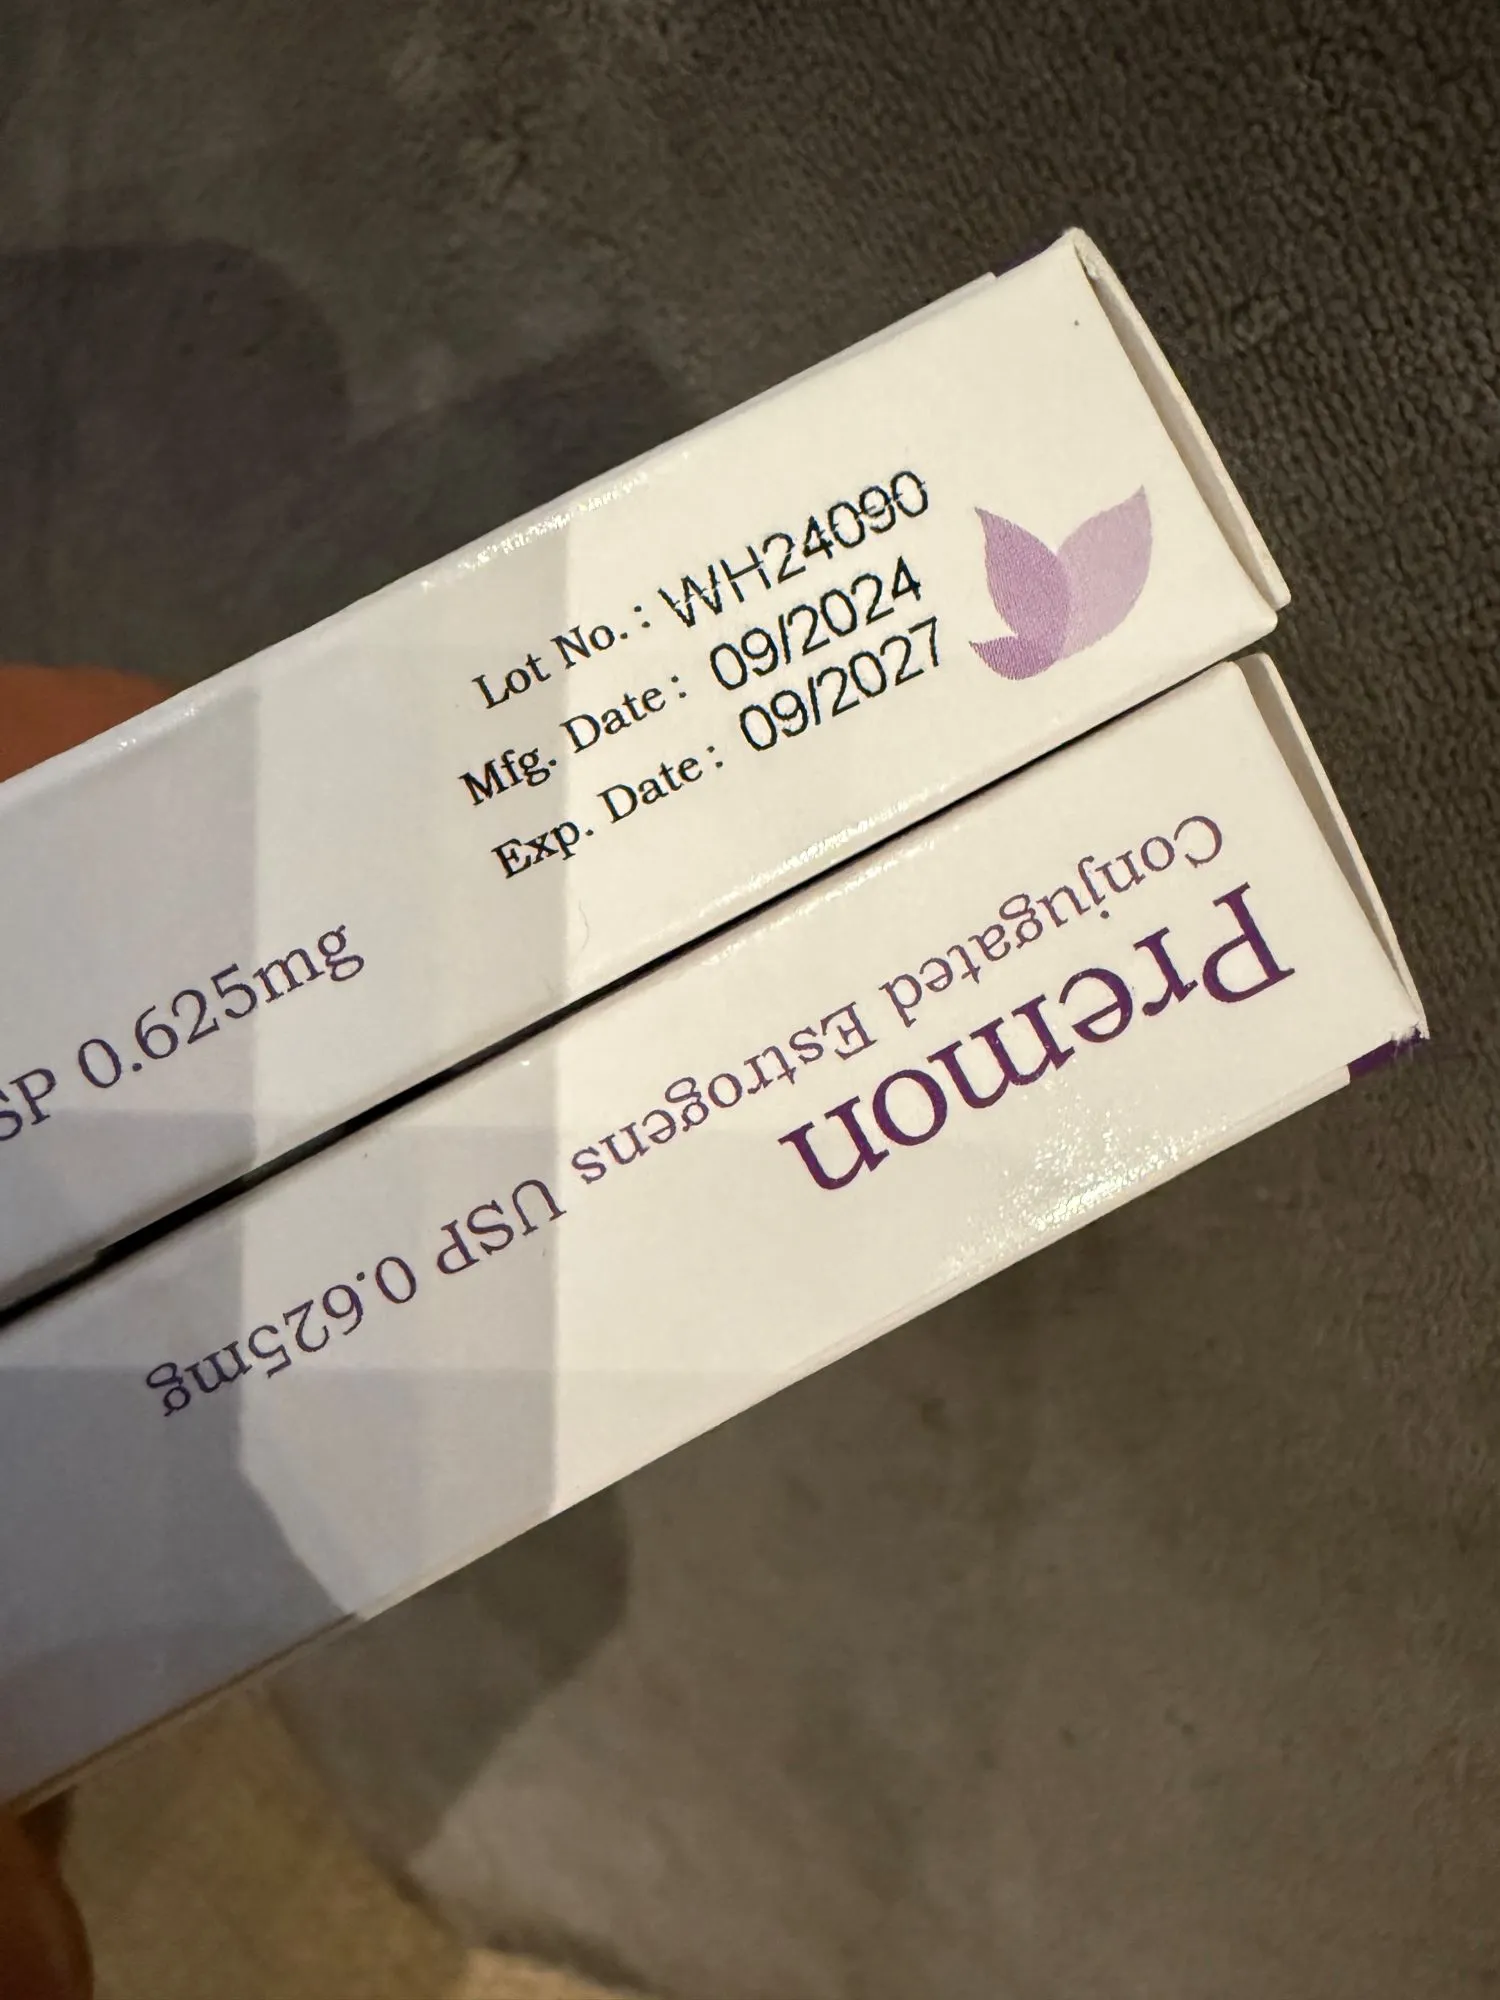 Lot No. : WH24090
Mfg. Date : 09/2024
Exp. Date : 09/2027
SP 0.625mg
Premon
Conjugated Estrogens USP 0.625mg